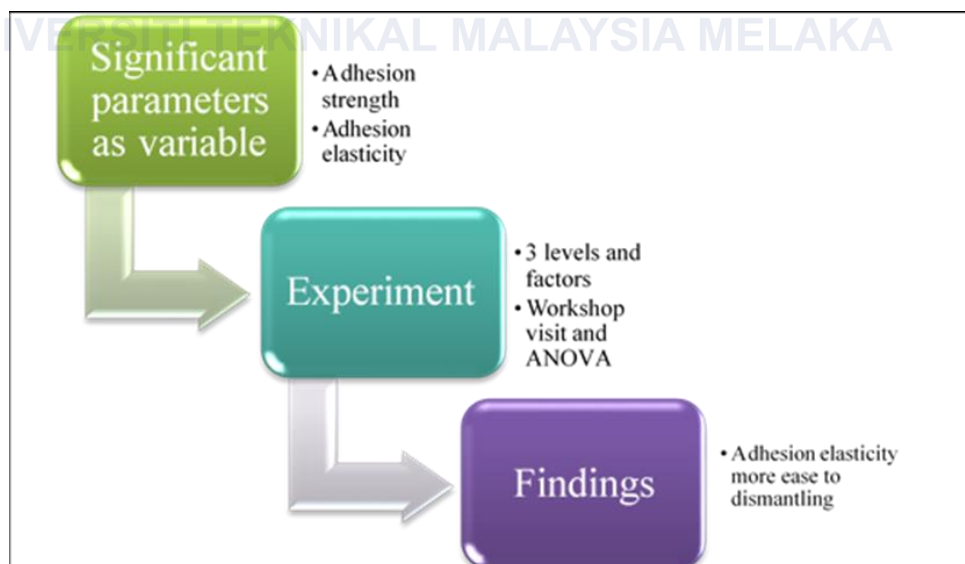 IVERSITI TEKNIKAL MALAYSIA MELAKA
Significant
parameters
as variable
• Adhesion
strength
• Adhesion
elasticity
Experiment
• 3 levels and
factors
• Workshop
visit and
ANOVA
Findings
• Adhesion elasticity
more ease to
dismantling